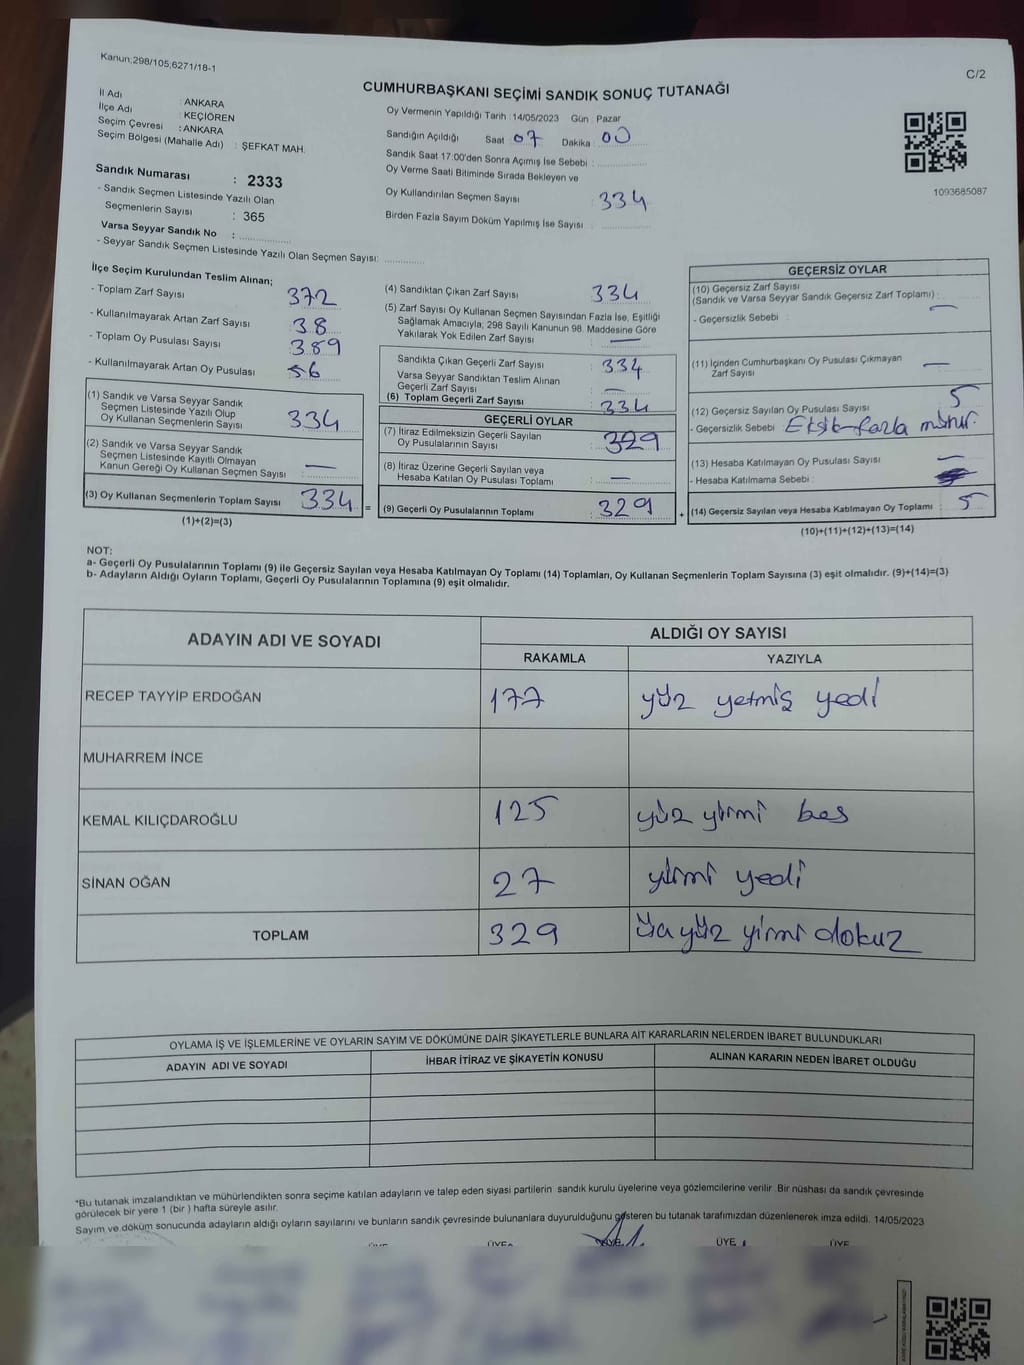 Kanun:298/105;6271/18-1
C/2
CUMHURBAŞKANI SEÇİMİ SANDIK SONUÇ TUTANAĞI
İl Adı : ANKARA
İlçe Adı : KEÇİÖREN
Seçim Çevresi : ANKARA
Seçim Bölgesi (Mahalle Adı) : ŞEFKAT MAH.
Sandık Numarası : 2333
- Sandık Seçmen Listesinde Yazılı Olan
Seçmenlerin Sayısı : 365
Varsa Seyyar Sandık No :
- Seyyar Sandık Seçmen Listesinde Yazılı Olan Seçmen Sayısı:
Oy Vermenin Yapıldığı Tarih : 14/05/2023 Gün : Pazar
Sandığın Açıldığı Saat 07 Dakika : 00
Sandık Saat 17:00'den Sonra Açımış İse Sebebi :
Oy Verme Saati Bitiminde Sırada Bekleyen ve
Oy Kullandırılan Seçmen Sayısı : 334
Birden Fazla Sayım Döküm Yapılmış İse Sayısı :
1093685087
İlçe Seçim Kurulundan Teslim Alınan;
- Toplam Zarf Sayısı 372
- Kullanılmayarak Artan Zarf Sayısı 38
- Toplam Oy Pusulası Sayısı 389
- Kullanılmayarak Artan Oy Pusulası 56
(1) Sandık ve Varsa Seyyar Sandık
Seçmen Listesinde Yazılı Olup
Oy Kullanan Seçmenlerin Sayısı : 334
(2) Sandık ve Varsa Seyyar Sandık
Seçmen Listesinde Kayıtlı Olmayan
Kanun Gereği Oy Kullanan Seçmen Sayısı : —
(3) Oy Kullanan Seçmenlerin Toplam Sayısı 334 =
(1)+(2)=(3)
(4) Sandıktan Çıkan Zarf Sayısı : 334
(5) Zarf Sayısı Oy Kullanan Seçmen Sayısından Fazla İse, Eşitliği
Sağlamak Amacıyla; 298 Sayılı Kanunun 98. Maddesine Göre
Yakılarak Yok Edilen Zarf Sayısı : —
Sandıkta Çıkan Geçerli Zarf Sayısı : 334
Varsa Seyyar Sandıktan Teslim Alınan
Geçerli Zarf Sayısı : —
(6) Toplam Geçerli Zarf Sayısı : 334
GEÇERLİ OYLAR
(7) İtiraz Edilmeksizin Geçerli Sayılan
Oy Pusulalarının Sayısı : 329
(8) İtiraz Üzerine Geçerli Sayılan veya
Hesaba Katılan Oy Pusulası Toplamı : —
(9) Geçerli Oy Pusulalarının Toplamı : 329 +
GEÇERSİZ OYLAR
(10) Geçersiz Zarf Sayısı
(Sandık ve Varsa Seyyar Sandık Geçersiz Zarf Toplamı) : —
- Geçersizlik Sebebi :
(11) İçinden Cumhurbaşkanı Oy Pusulası Çıkmayan
Zarf Sayısı : —
(12) Geçersiz Sayılan Oy Pusulası Sayısı : 5
- Geçersizlik Sebebi : Eksik-fazla mühür.
(13) Hesaba Katılmayan Oy Pusulası Sayısı : —
- Hesaba Katılmama Sebebi :
(14) Geçersiz Sayılan veya Hesaba Katılmayan Oy Toplamı : 5
(10)+(11)+(12)+(13)=(14)
NOT:
a- Geçerli Oy Pusulalarının Toplamı (9) ile Geçersiz Sayılan veya Hesaba Katılmayan Oy Toplamı (14) Toplamları, Oy Kullanan Seçmenlerin Toplam Sayısına (3) eşit olmalıdır. (9)+(14)=(3)
b- Adayların Aldığı Oyların Toplamı, Geçerli Oy Pusulalarının Toplamına (9) eşit olmalıdır.
ADAYIN ADI VE SOYADI ALDIĞI OY SAYISI
RAKAMLA YAZIYLA
RECEP TAYYİP ERDOĞAN 177 yüz yetmiş yedi
MUHARREM İNCE
KEMAL KILIÇDAROĞLU 125 yüz yirmi bes
SİNAN OĞAN 27 yirmi yedi
TOPLAM 329 üçyüz yirmi dokuz
OYLAMA İŞ VE İŞLEMLERİNE VE OYLARIN SAYIM VE DÖKÜMÜNE DAİR ŞİKAYETLERLE BUNLARA AİT KARARLARIN NELERDEN İBARET BULUNDUKLARI
ADAYIN ADI VE SOYADI İHBAR İTİRAZ VE ŞİKAYETİN KONUSU ALINAN KARARIN NEDEN İBARET OLDUĞU
*Bu tutanak imzalandıktan ve mühürlendikten sonra seçime katılan adayların ve talep eden siyasi partilerin sandık kurulu üyelerine veya gözlemcilerine verilir. Bir nüshası da sandık çevresinde
görülecek bir yere 1 (bir ) hafta süreyle asılır.
Sayım ve döküm sonucunda adayların aldığı oyların sayılarını ve bunların sandık çevresinde bulunanlara duyurulduğunu gösteren bu tutanak tarafımızdan düzenlenerek imza edildi. 14/05/2023
ÜYE ÜYE ÜYE ÜYE ÜYE